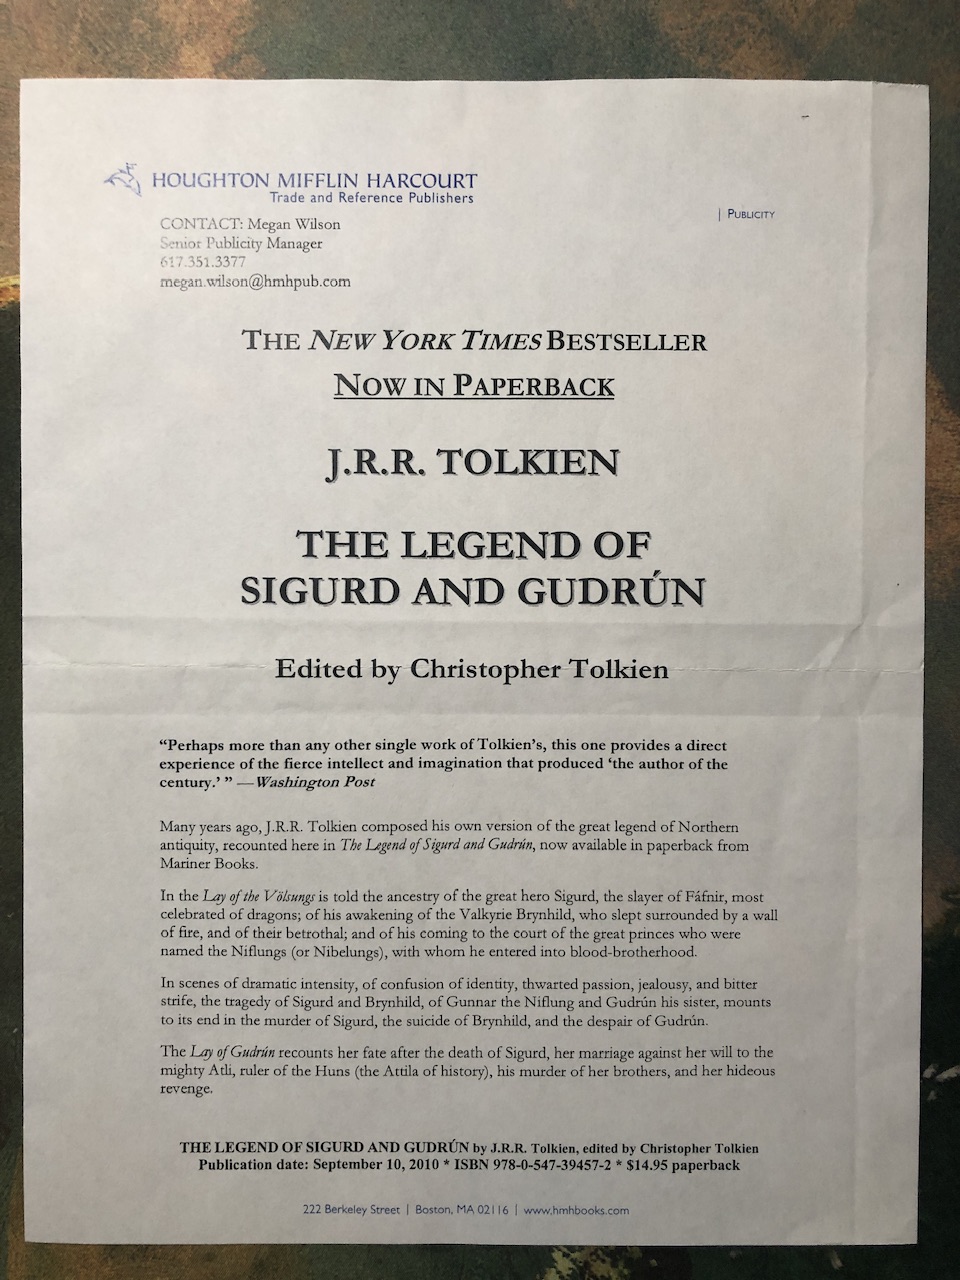 HOUGHTON MIFFLIN HARCOURT
Trade and Reference Publishers
| PUBLICITY
CONTACT: Megan Wilson
Senior Publicity Manager
617.351.3377
megan.wilson@hmhpub.com
THE NEW YORK TIMES BESTSELLER
NOW IN PAPERBACK
J.R.R. TOLKIEN
THE LEGEND OF
SIGURD AND GUDRÚN
Edited by Christopher Tolkien
“Perhaps more than any other single work of Tolkien’s, this one provides a direct
experience of the fierce intellect and imagination that produced ‘the author of the
century.’ ” —Washington Post
Many years ago, J.R.R. Tolkien composed his own version of the great legend of Northern
antiquity, recounted here in The Legend of Sigurd and Gudrún, now available in paperback from
Mariner Books.
In the Lay of the Völsungs is told the ancestry of the great hero Sigurd, the slayer of Fáfnir, most
celebrated of dragons; of his awakening of the Valkyrie Brynhild, who slept surrounded by a wall
of fire, and of their betrothal; and of his coming to the court of the great princes who were
named the Niflungs (or Nibelungs), with whom he entered into blood-brotherhood.
In scenes of dramatic intensity, of confusion of identity, thwarted passion, jealousy, and bitter
strife, the tragedy of Sigurd and Brynhild, of Gunnar the Niflung and Gudrún his sister, mounts
to its end in the murder of Sigurd, the suicide of Brynhild, and the despair of Gudrún.
The Lay of Gudrún recounts her fate after the death of Sigurd, her marriage against her will to the
mighty Atli, ruler of the Huns (the Attila of history), his murder of her brothers, and her hideous
revenge.
THE LEGEND OF SIGURD AND GUDRÚN by J.R.R. Tolkien, edited by Christopher Tolkien
Publication date: September 10, 2010 * ISBN 978-0-547-39457-2 * $14.95 paperback
222 Berkeley Street | Boston, MA 02116 | www.hmhbooks.com